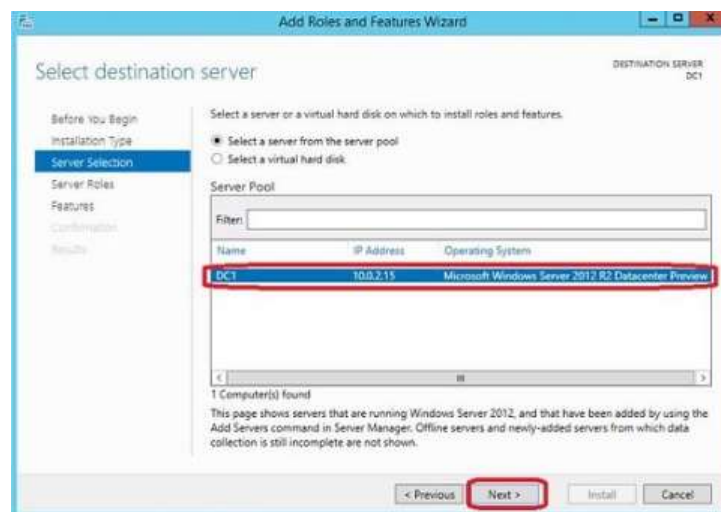 Add Roles and Features Wizard
Select destination server
DESTINATION SERVER
DC1
Before You Begin
Installation Type
Server Selection
Server Roles
Features
Confirmation
Results
Select a server or a virtual hard disk on which to install roles and features.
Select a server from the server pool
Select a virtual hard disk
Server Pool
Filter:
Name IP Address Operating System
DC1 10.0.2.15 Microsoft Windows Server 2012 R2 Datacenter Preview
1 Computer(s) found
This page shows servers that are running Windows Server 2012, and that have been added by using the
Add Servers command in Server Manager. Offline servers and newly-added servers from which data
collection is still incomplete are not shown.
< Previous Next > Install Cancel